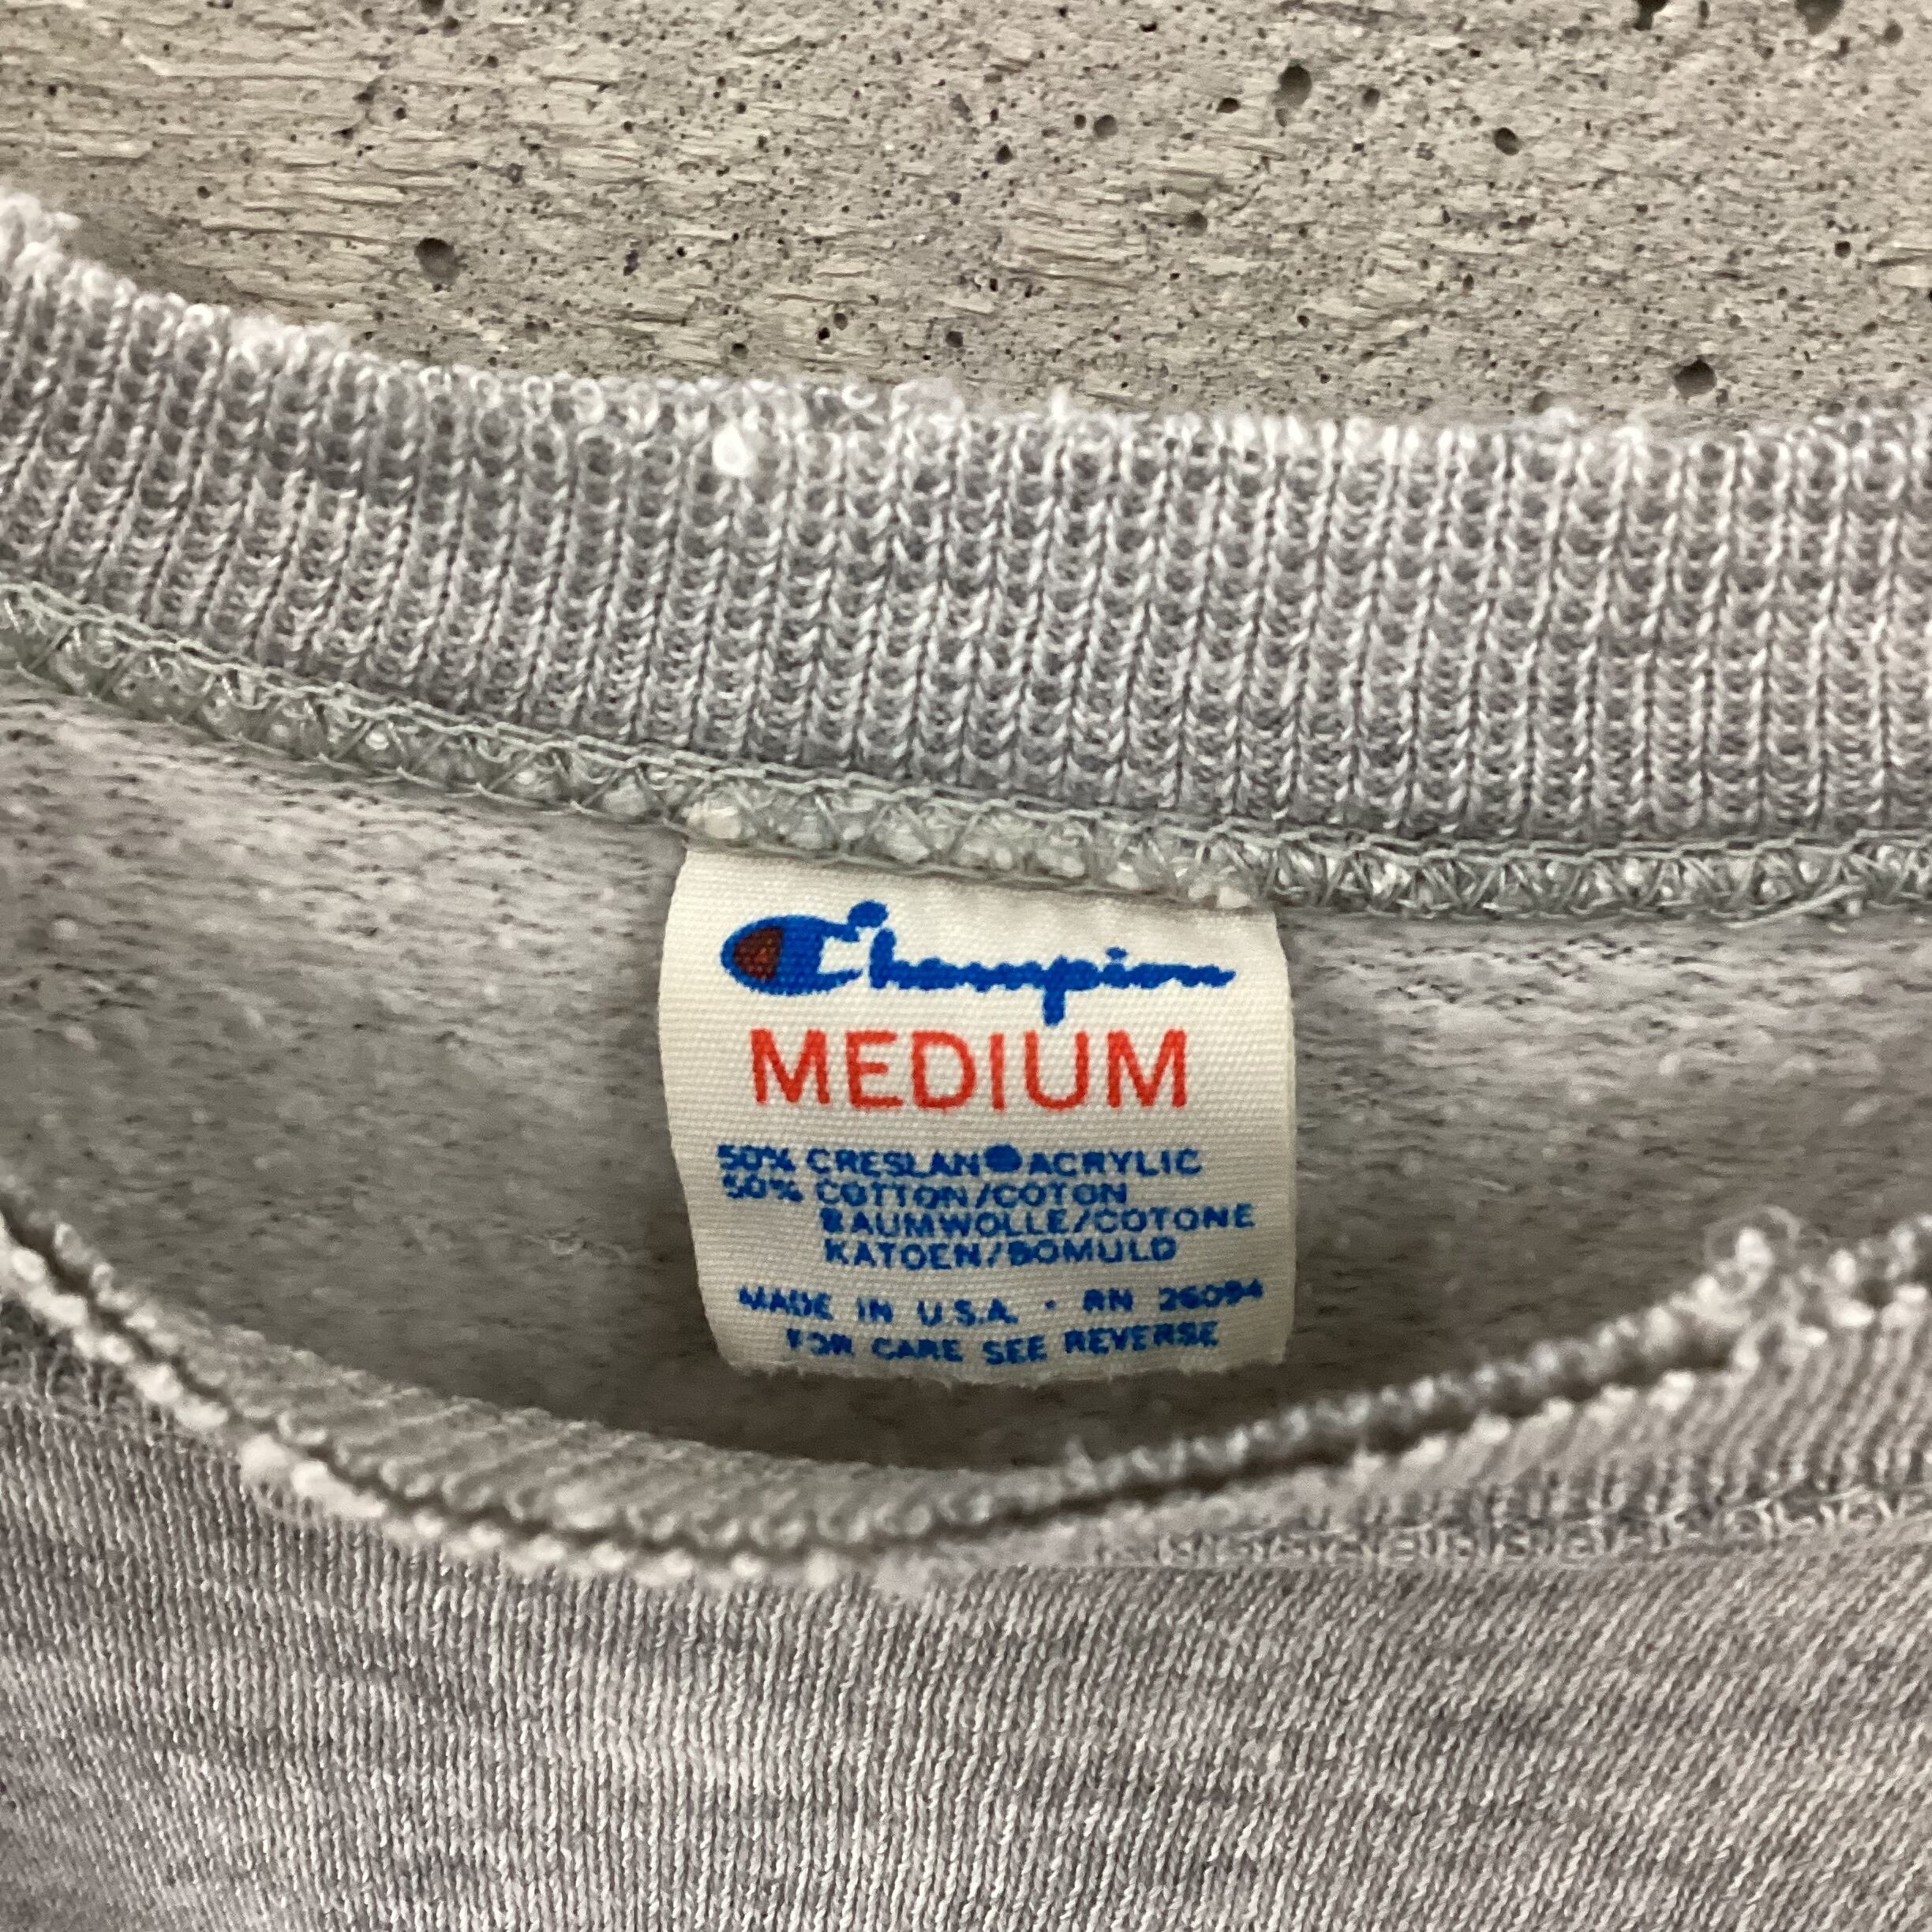 Champion
MEDIUM
50% CRESLAN® ACRYLIC
50% COTTON/COTON
BAUMWOLLE/COTONE
KATOEN/BOMULD
MADE IN U.S.A. · RN 26094
FOR CARE SEE REVERSE